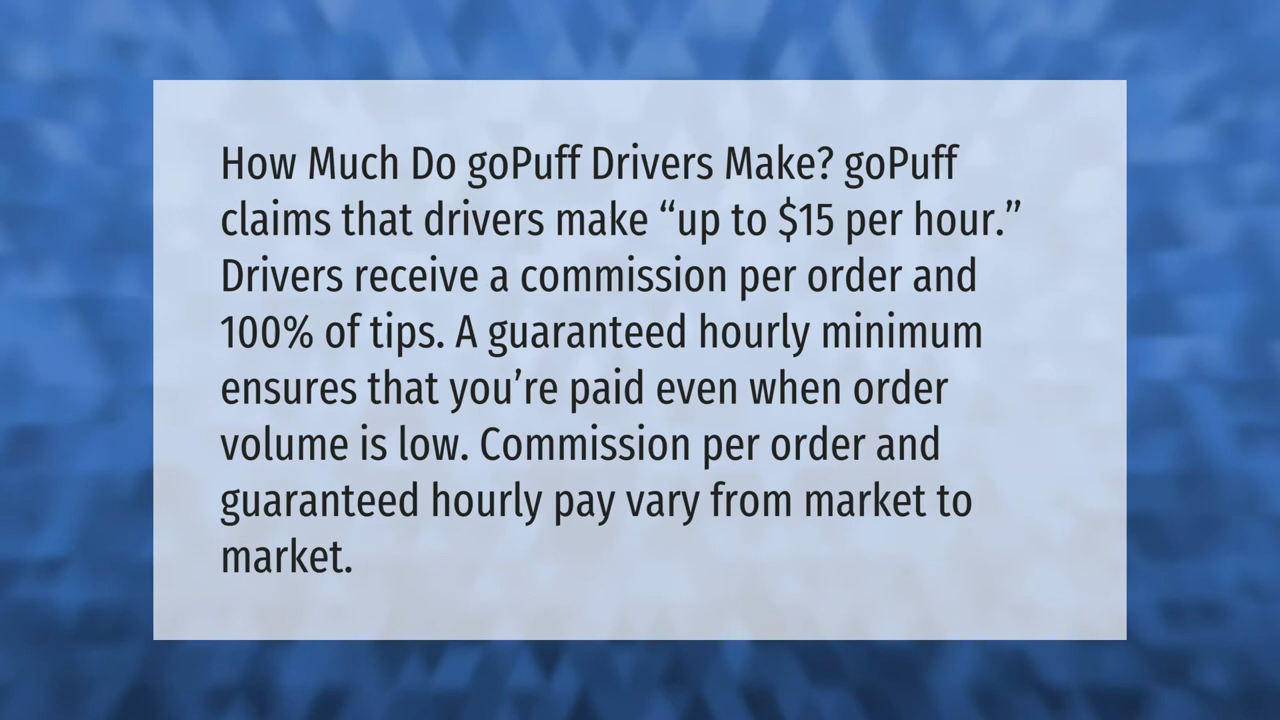 How Much Do goPuff Drivers Make? goPuff
claims that drivers make “up to $15 per hour.”
Drivers receive a commission per order and
100% of tips. A guaranteed hourly minimum
ensures that you’re paid even when order
volume is low. Commission per order and
guaranteed hourly pay vary from market to
market.